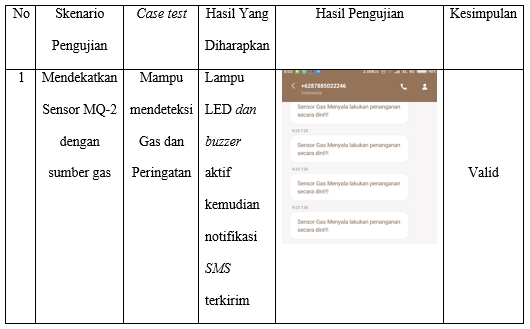 No Skenario Pengujian Case test Hasil Yang Diharapkan Hasil Pengujian Kesimpulan
1
Mendekatkan
Sensor MQ-2
dengan
sumber gas
Mampu
mendeteksi
Gas dan
Peringatan
Lampu
LED dan
buzzer
aktif
kemudian
notifikasi
SMS
terkirim
+6287885022246
Indonesia
Sensor Gas Menyala lakukan penanganan
secara dini!!!
Sensor Gas Menyala lakukan penanganan
secara dini!!!
Sensor Gas Menyala lakukan penanganan
secara dini!!!
Sensor Gas Menyala lakukan penanganan
secara dini!!!
Valid